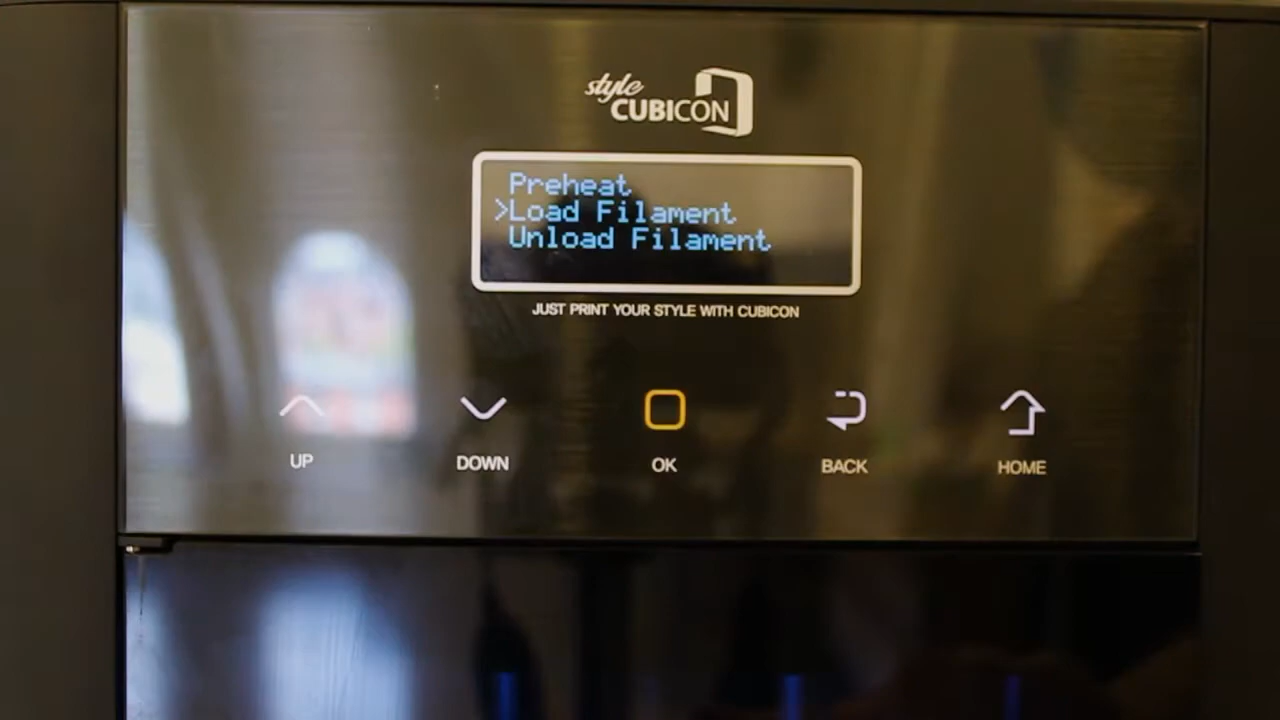 style
CUBICON
Preheat
>Load Filament
Unload Filament
JUST PRINT YOUR STYLE WITH CUBICON
UP
DOWN
OK
BACK
HOME